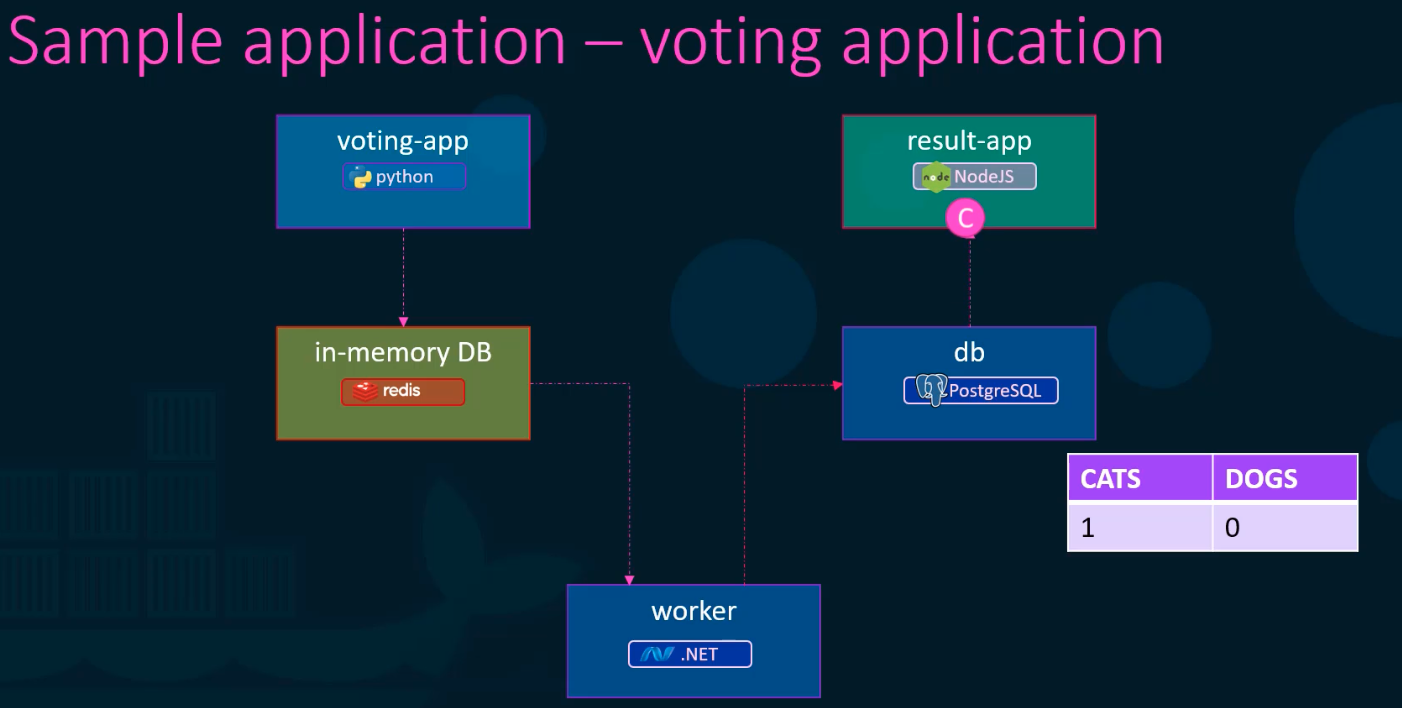 Sample application – voting application
voting-app
python
result-app
node NodeJS
C
in-memory DB
redis
db
PostgreSQL
CATS DOGS
1 0
worker
.NET